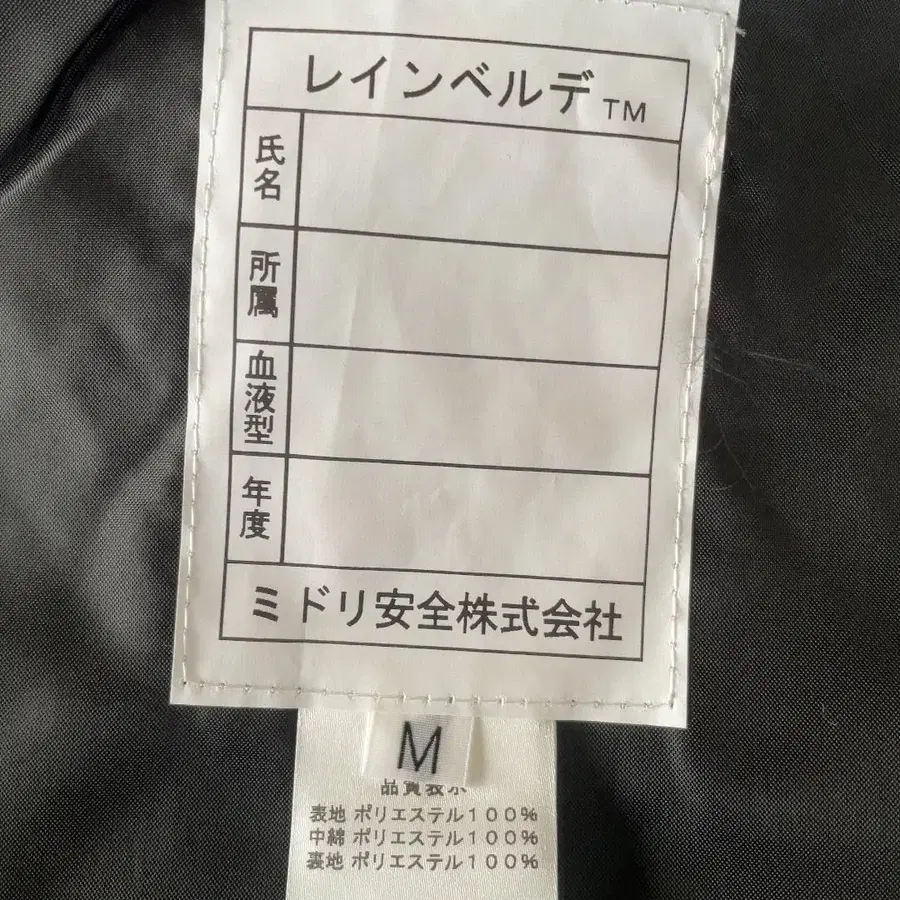 レインベルデ TM
氏名
所属
血液型
年度
ミドリ安全株式会社
M
品質表示
表地 ポリエステル100%
中綿 ポリエステル100%
裏地 ポリエステル100%